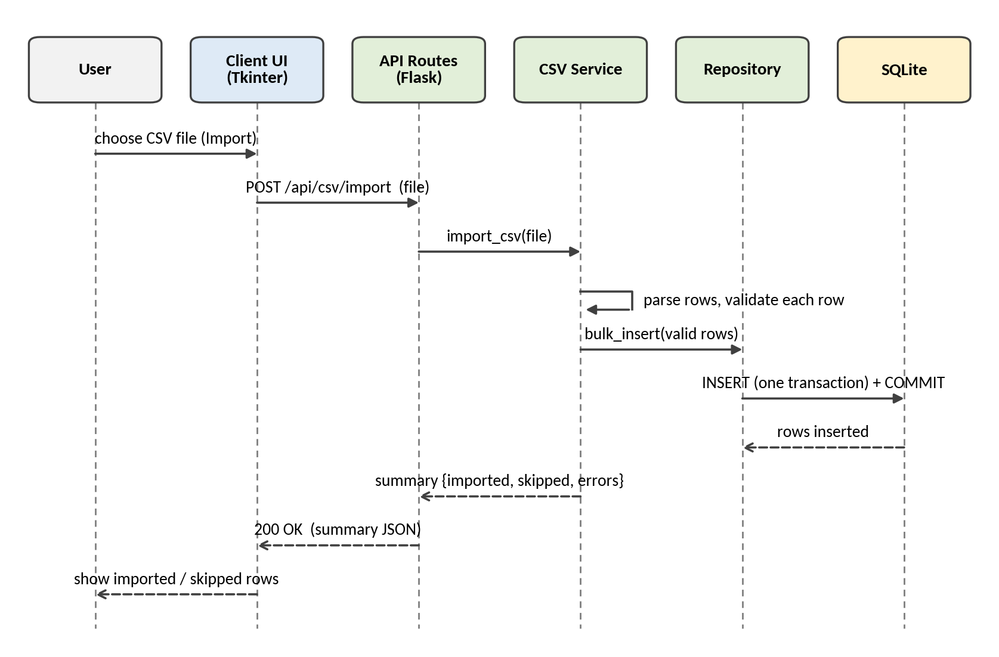 User
Client UI
(Tkinter)
API Routes
(Flask)
CSV Service
Repository
SQLite
choose CSV file (Import)
POST /api/csv/import  (file)
import_csv(file)
parse rows, validate each row
bulk_insert(valid rows)
INSERT (one transaction) + COMMIT
rows inserted
summary {imported, skipped, errors}
200 OK  (summary JSON)
show imported / skipped rows